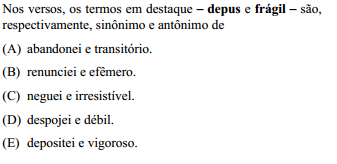 Nos versos, os termos em destaque – depus e frágil – são,
respectivamente, sinônimo e antônimo de
(A) abandonei e transitório.
(B) renunciei e efêmero.
(C) neguei e irresistível.
(D) despojei e débil.
(E) depositei e vigoroso.